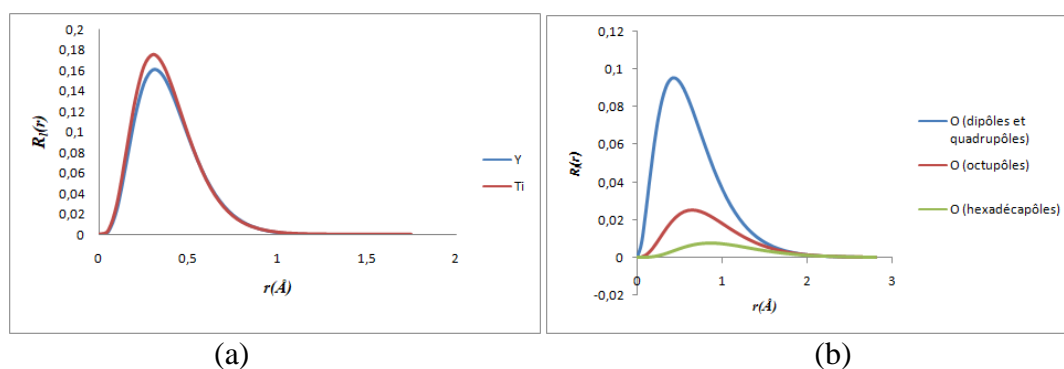 0,2
0,18
0,16
0,14
0,12
0,1
0,08
0,06
0,04
0,02
0
R_l(r)
0 0,5 1 1,5 2
r(Å)
Y
Ti
(a)
0,12
0,1
0,08
0,06
0,04
0,02
0
-0,02
R_l(r)
0 1 2 3
r(Å)
O (dipôles et
quadrupôles)
O (octupôles)
O (hexadécapôles)
(b)